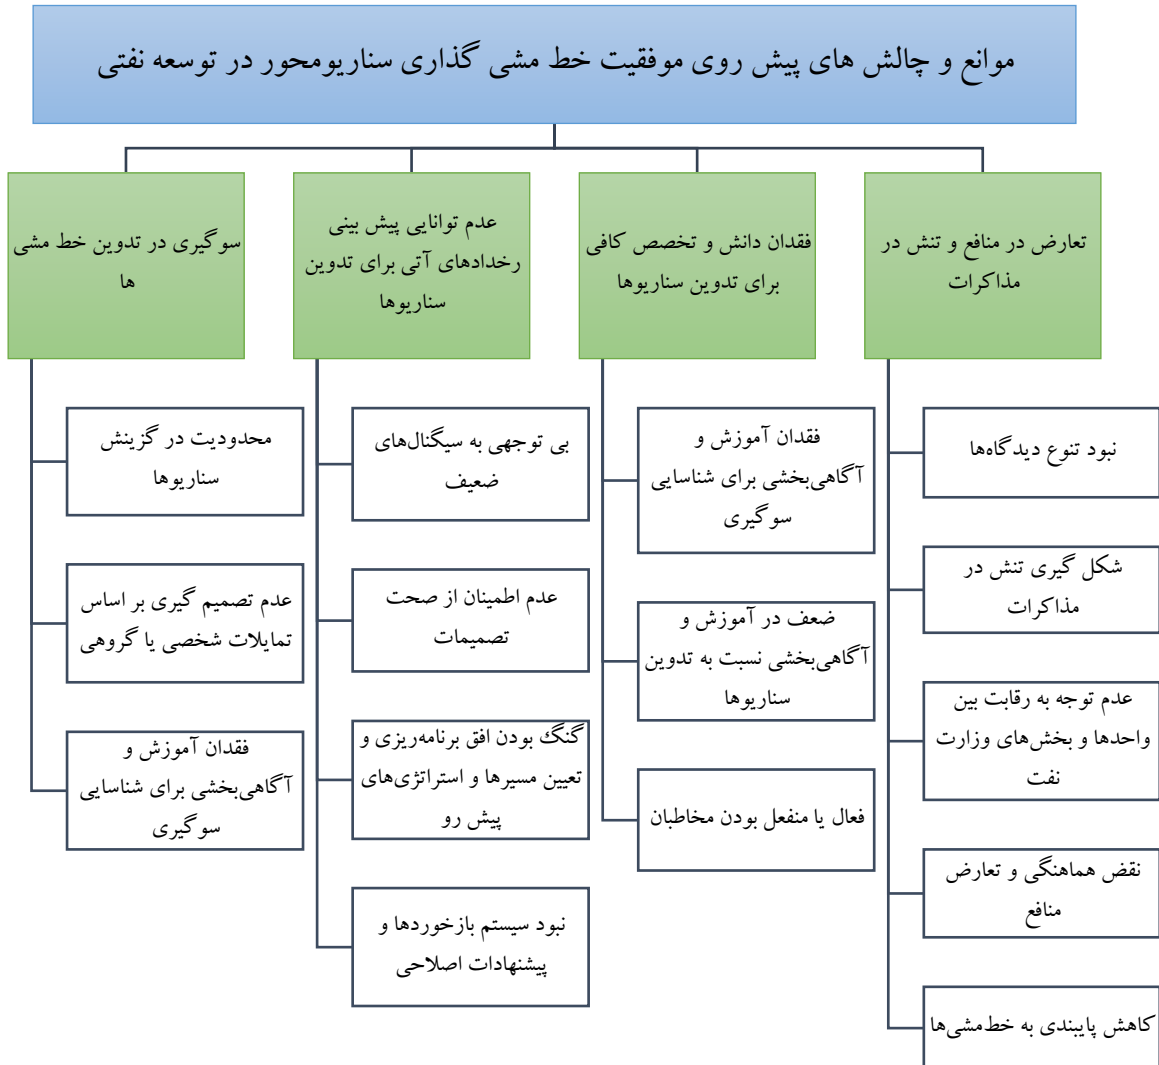 موانع و چالش های پیش روی موفقیت خط مشی گذاری سناریومحور در توسعه نفتی
تعارض در منافع و تنش در
مذاکرات
نبود تنوع دیدگاه‌ها
شکل گیری تنش در
مذاکرات
عدم توجه به رقابت بین
واحدها و بخش‌های وزارت
نفت
نقض هماهنگی و تعارض
منافع
کاهش پایبندی به خط‌مشی‌ها
فقدان دانش و تخصص کافی
برای تدوین سناریوها
فقدان آموزش و
آگاهی‌بخشی برای شناسایی
سوگیری
ضعف در آموزش و
آگاهی‌بخشی نسبت به تدوین
سناریوها
فعال یا منفعل بودن مخاطبان
عدم توانایی پیش بینی
رخدادهای آتی برای تدوین
سناریوها
بی توجهی به سیگنال‌های
ضعیف
عدم اطمینان از صحت
تصمیمات
گنگ بودن افق برنامه‌ریزی و
تعیین مسیرها و استراتژی‌های
پیش رو
نبود سیستم بازخوردها و
پیشنهادات اصلاحی
سوگیری در تدوین خط مشی
ها
محدودیت در گزینش
سناریوها
عدم تصمیم گیری بر اساس
تمایلات شخصی یا گروهی
فقدان آموزش و
آگاهی‌بخشی برای شناسایی
سوگیری